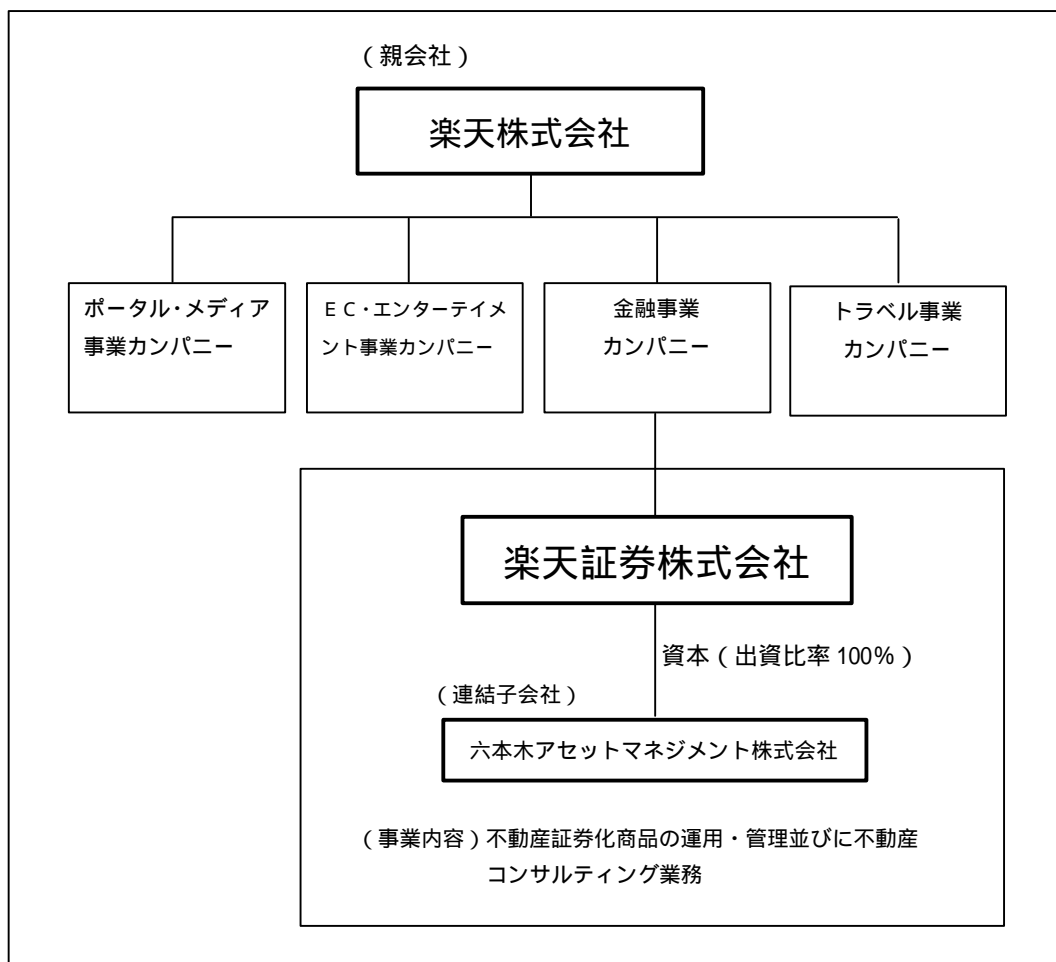 （親会社）
楽天株式会社
ポータル・メディア
事業カンパニー
ＥＣ・エンターテイメ
ント事業カンパニー
金融事業
カンパニー
トラベル事業
カンパニー
楽天証券株式会社
資本（出資比率 100%）
（連結子会社）
六本木アセットマネジメント株式会社
（事業内容）不動産証券化商品の運用・管理並びに不動産
コンサルティング業務